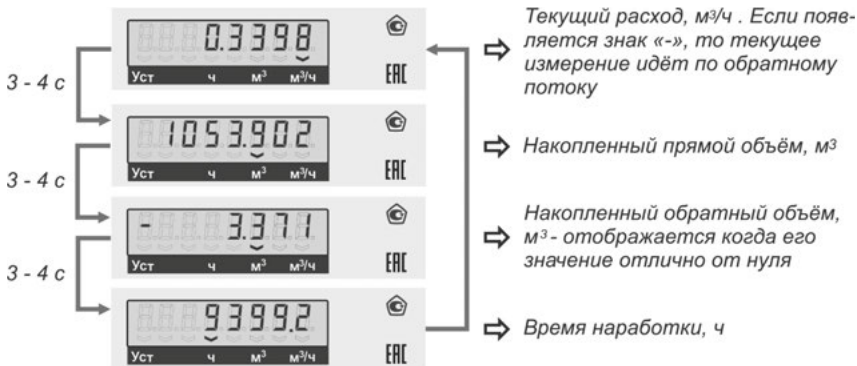 0.3398
Уст ч м³ м³/ч
ЕАС
Текущий расход, м³/ч . Если появ-
ляется знак «-», то текущее
измерение идёт по обратному
потоку
3 - 4 с
1053.902
Уст ч м³ м³/ч
ЕАС
Накопленный прямой объём, м³
3 - 4 с
- 3.371
Уст ч м³ м³/ч
ЕАС
Накопленный обратный объём,
м³ - отображается когда его
значение отлично от нуля
3 - 4 с
9399.2
Уст ч м³ м³/ч
ЕАС
Время наработки, ч